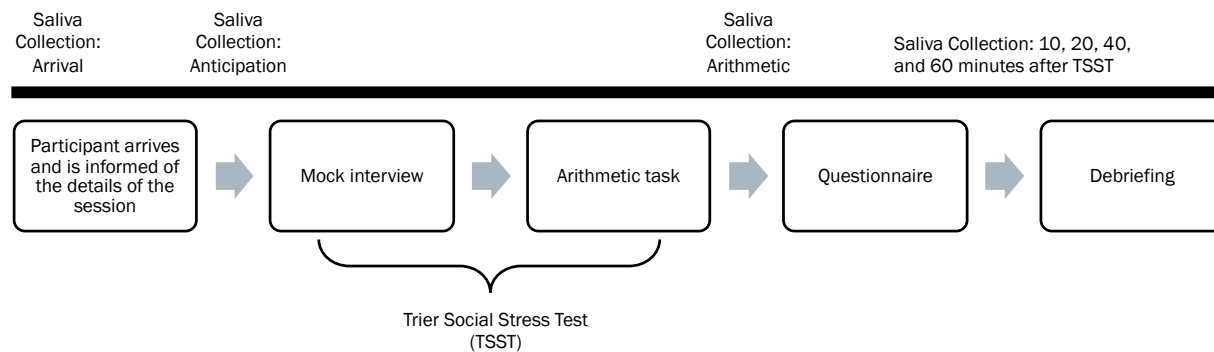 Saliva
Collection:
Arrival
Saliva
Collection:
Anticipation
Saliva
Collection:
Arithmetic
Saliva Collection: 10, 20, 40,
and 60 minutes after TSST
Participant arrives
and is informed of
the details of the
session
Mock interview
Arithmetic task
Questionnaire
Debriefing
Trier Social Stress Test
(TSST)